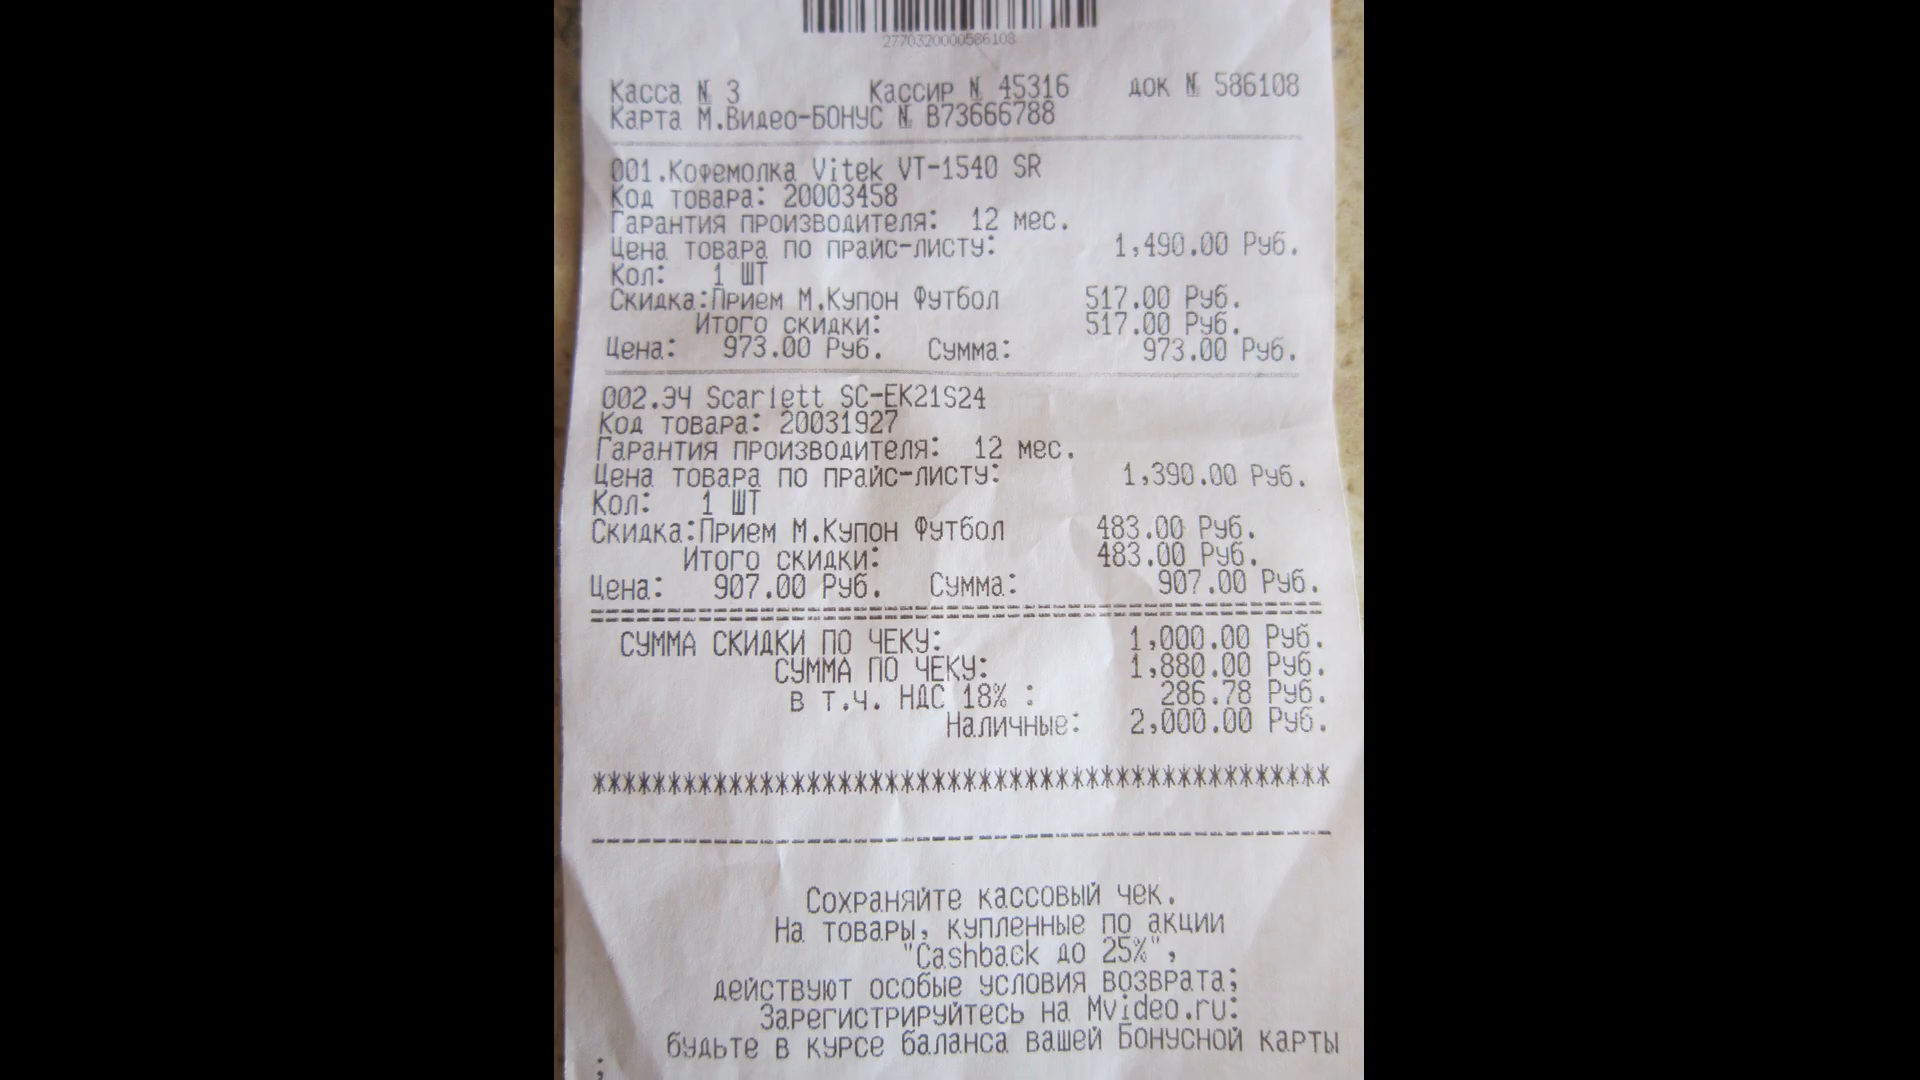 2770320000586108
Касса № 3 Кассир № 45316 док № 586108
Карта М.Видео-БОНУС № B73666788
001.Кофемолка Vitek VT-1540 SR
Код товара: 20003458
Гарантия производителя: 12 мес.
Цена товара по прайс-листу: 1,490.00 Руб.
Кол: 1 ШТ
Скидка:Прием М.Купон Футбол 517.00 Руб.
Итого скидки: 517.00 Руб.
Цена: 973.00 Руб. Сумма: 973.00 Руб.
002.ЭЧ Scarlett SC-EK21S24
Код товара: 20031927
Гарантия производителя: 12 мес.
Цена товара по прайс-листу: 1,390.00 Руб.
Кол: 1 ШТ
Скидка:Прием М.Купон Футбол 483.00 Руб.
Итого скидки: 483.00 Руб.
Цена: 907.00 Руб. Сумма: 907.00 Руб.
СУММА СКИДКИ ПО ЧЕКУ: 1,000.00 Руб.
СУММА ПО ЧЕКУ: 1,880.00 Руб.
в т.ч. НДС 18% : 286.78 Руб.
Наличные: 2,000.00 Руб.
************************************************
Сохраняйте кассовый чек.
На товары, купленные по акции
"Cashback до 25%",
действуют особые условия возврата;
Зарегистрируйтесь на Mvideo.ru:
будьте в курсе баланса вашей Бонусной карты
;